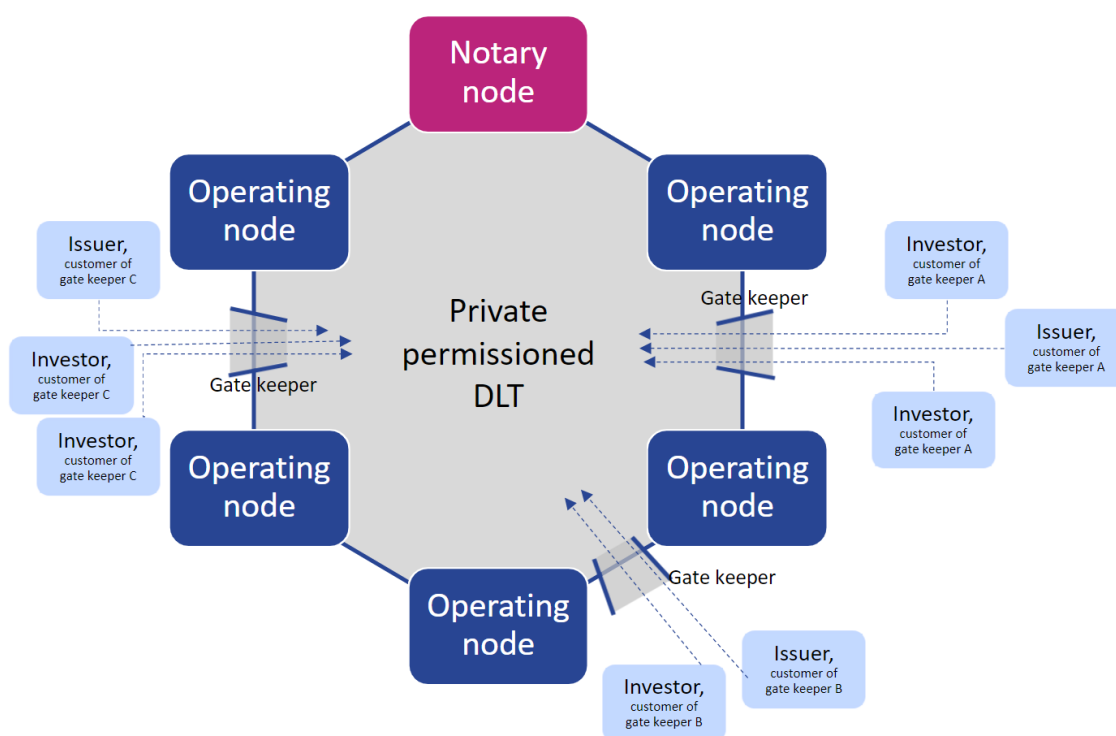 Notary
node
Operating
node
Operating
node
Issuer,
customer of
gate keeper C
Investor,
customer of
gate keeper A
Gate keeper
Private
permissioned
DLT
Issuer,
customer of
gate keeper A
Investor,
customer of
gate keeper C
Gate keeper
Investor,
customer of
gate keeper A
Investor,
customer of
gate keeper C
Operating
node
Operating
node
Gate keeper
Operating
node
Issuer,
customer of
gate keeper B
Investor,
customer of
gate keeper B